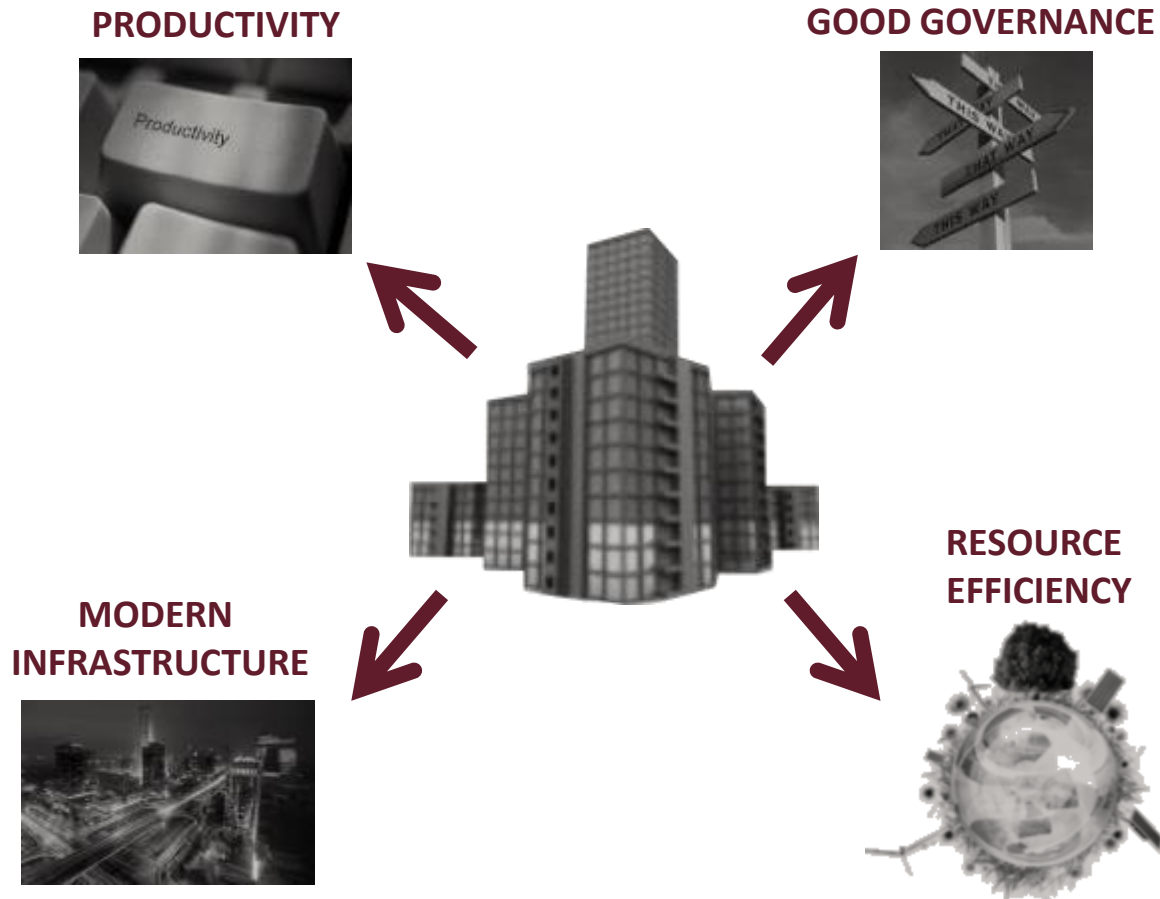 PRODUCTIVITY
GOOD GOVERNANCE
Productivity
THIS WAY
THAT WAY
THIS WAY
RESOURCE
EFFICIENCY
MODERN
INFRASTRUCTURE